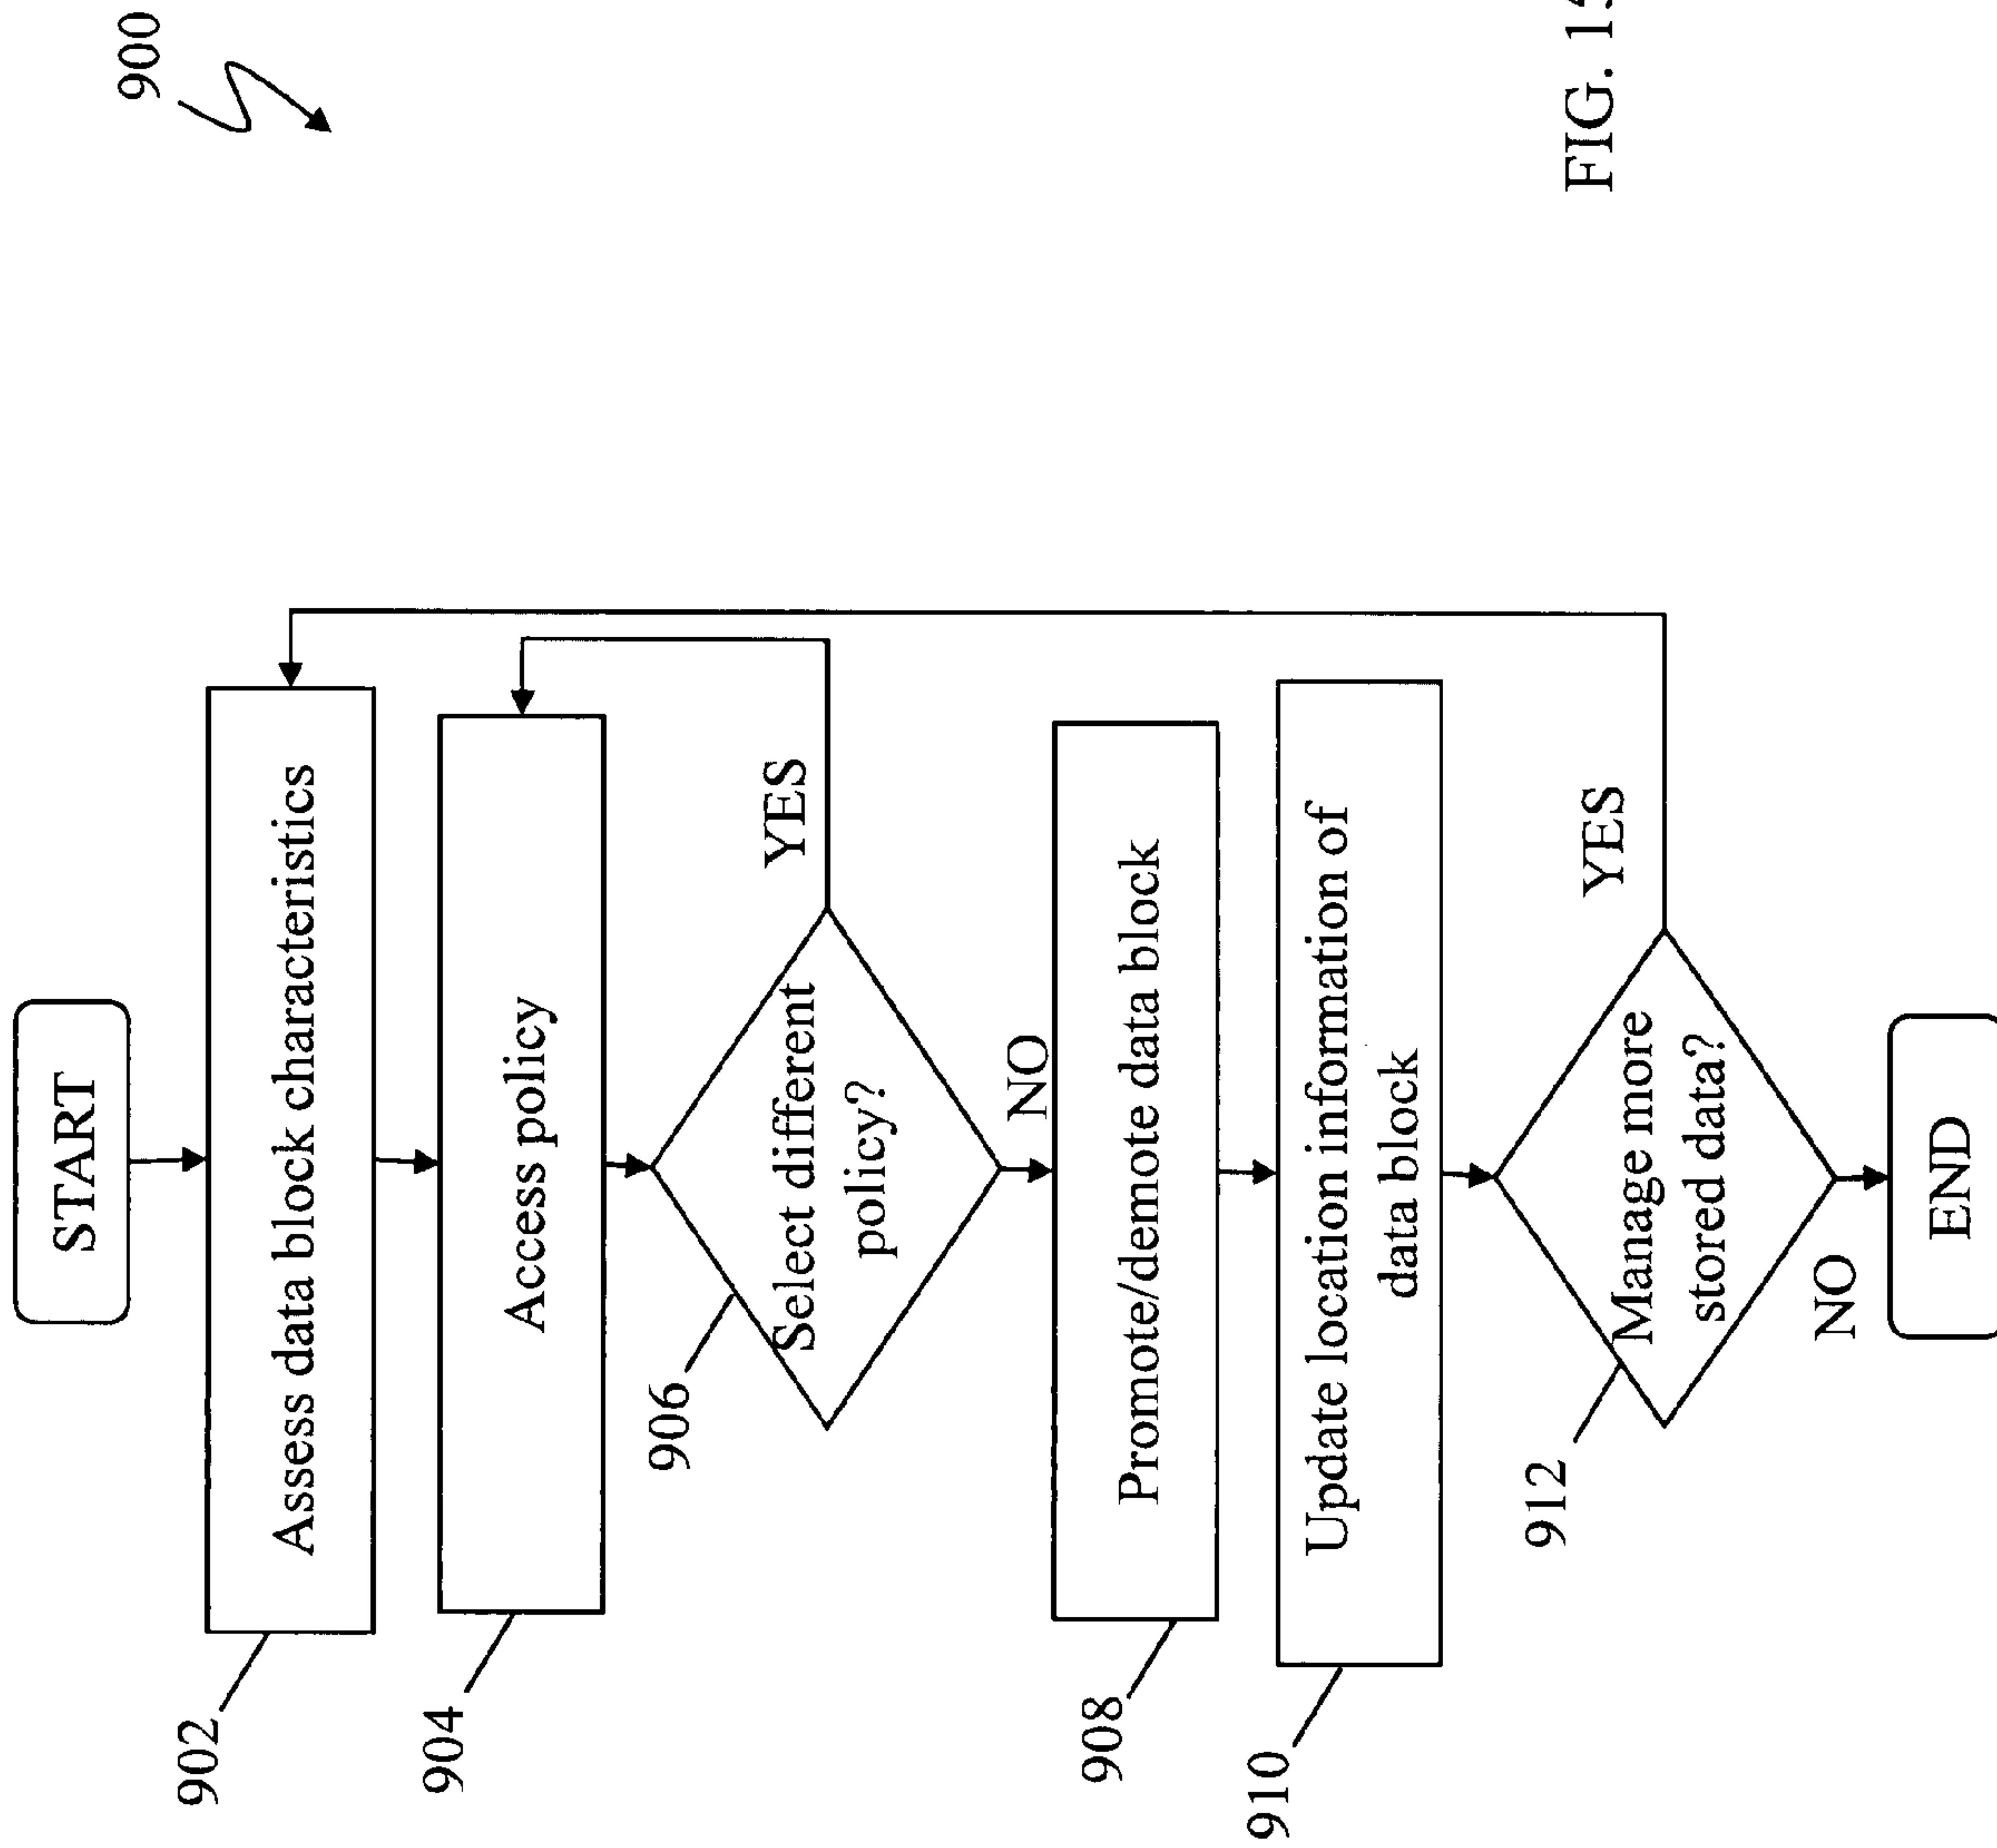 900
START
902
Assess data block characteristics
904
Access policy
906
Select different
policy?
YES
NO
908
Promote/demote data block
910
Update location information of
data block
912
Manage more
stored data?
YES
NO
END
FIG.